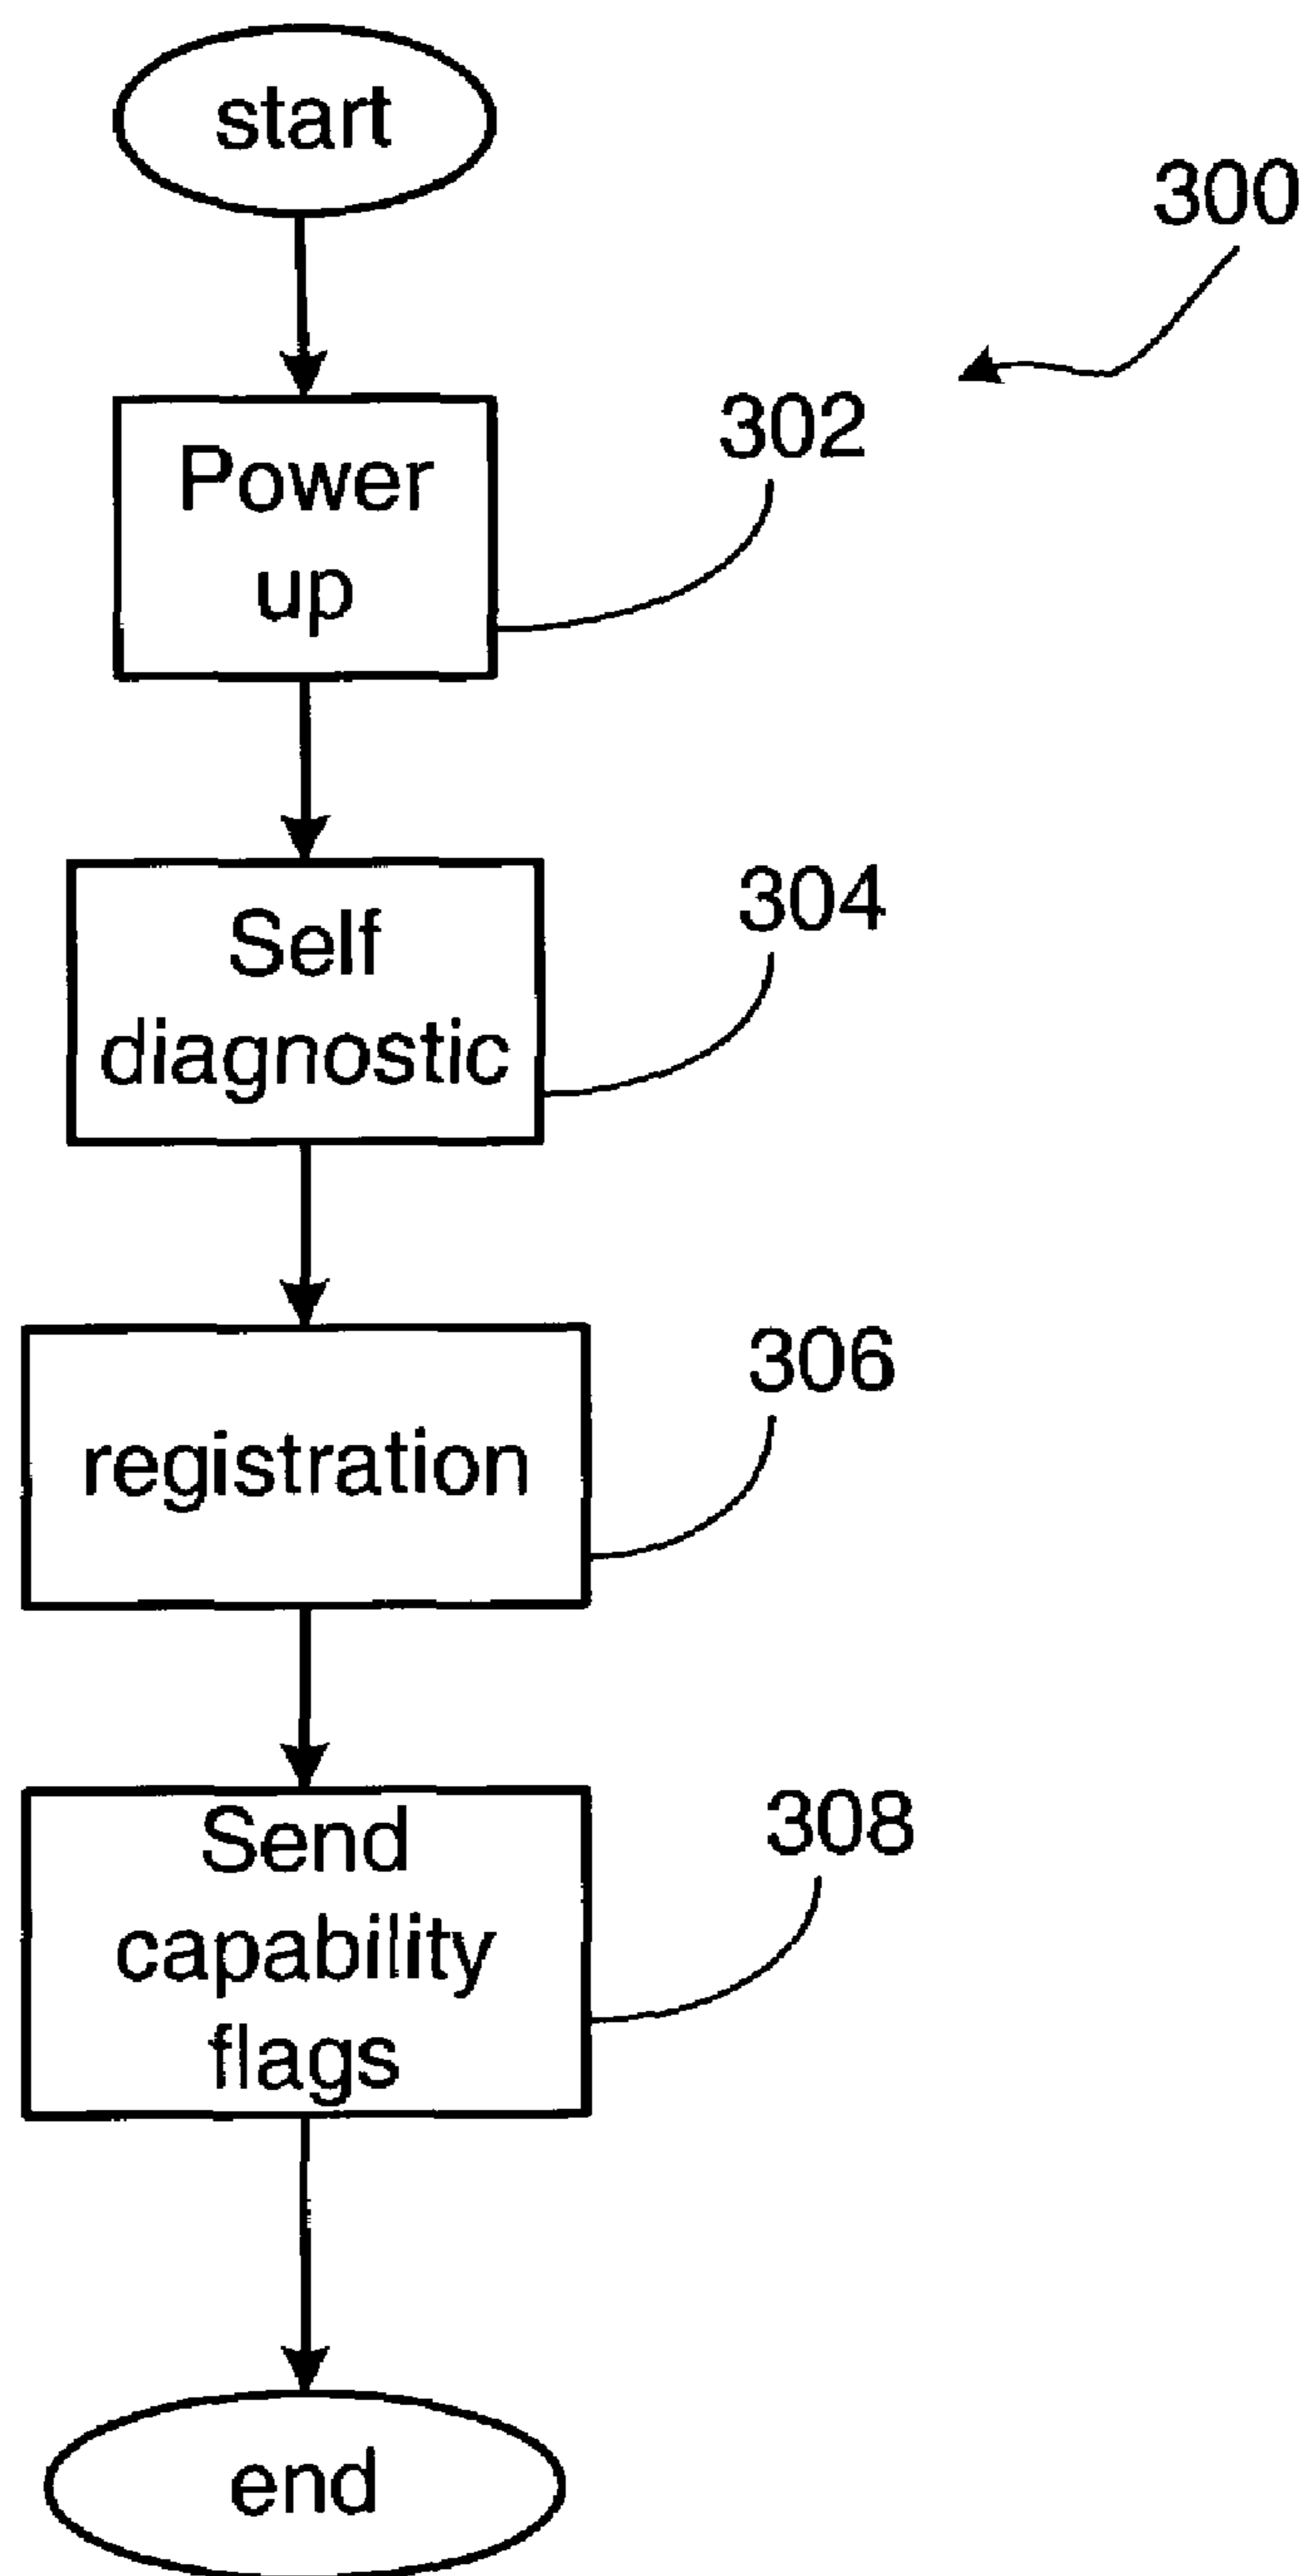 start
300
302
Power
up
304
Self
diagnostic
306
registration
308
Send
capability
flags
end